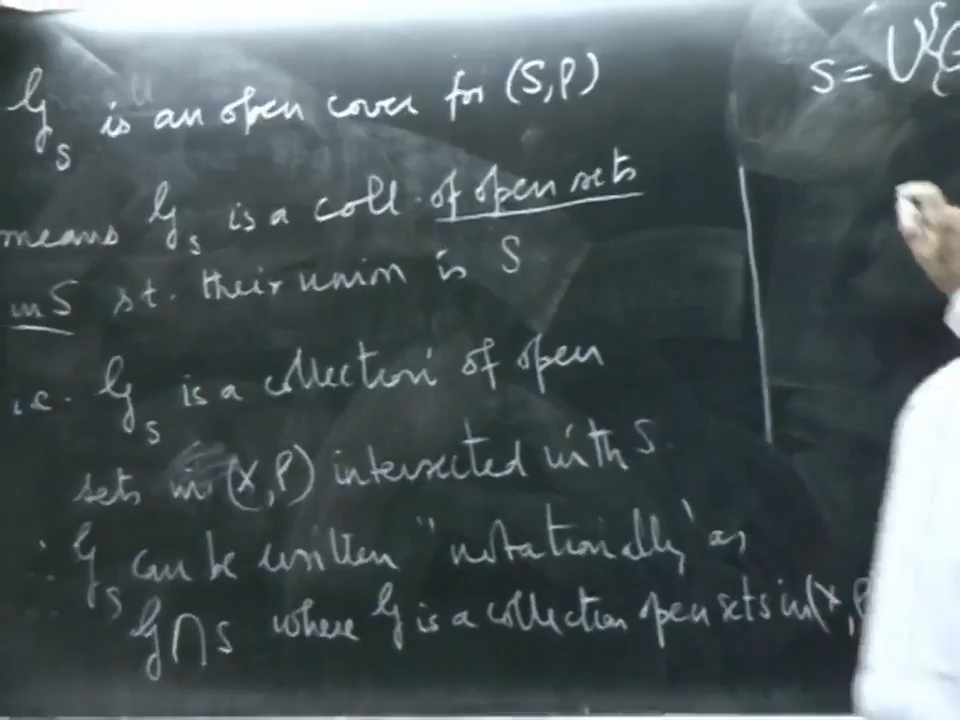 𝒢_S is an open cover for (S,ρ)
means 𝒢_S is a coll. of open sets
in S s.t. their union is S
i.e. 𝒢_S is a collection of open
sets in (X,ρ) intersected with S.
∴ 𝒢_S can be written "notationally" as
𝒢∩S where 𝒢 is a collection open sets in (X,ρ
S = ∪{G